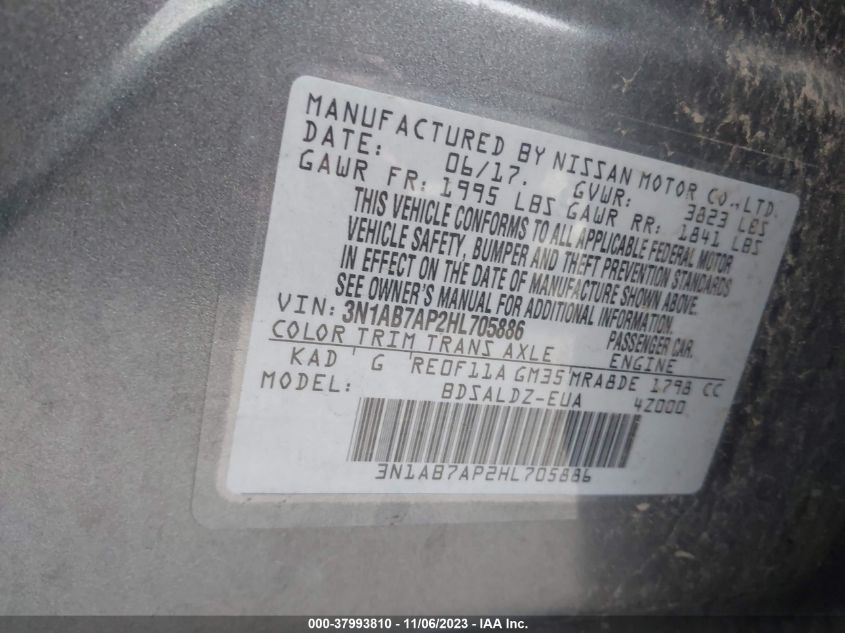 MANUFACTURED BY NISSAN MOTOR CO.,LTD.
DATE: 06/17. GVWR: 3823 LBS
GAWR FR: 1995 LBS GAWR RR: 1841 LBS
THIS VEHICLE CONFORMS TO ALL APPLICABLE FEDERAL MOTOR
VEHICLE SAFETY, BUMPER AND THEFT PREVENTION STANDARDS
IN EFFECT ON THE DATE OF MANUFACTURE SHOWN ABOVE.
SEE OWNER'S MANUAL FOR ADDITIONAL INFORMATION.
VIN: 3N1AB7AP2HL705886 PASSENGER CAR.
COLOR TRIM TRANS AXLE ENGINE
KAD G RE0F11A GM35 MRA8DE 1798 CC
MODEL: BDSALDZ-EUA 4Z000
3N1AB7AP2HL705886
000-37993810 - 11/06/2023 - IAA Inc.